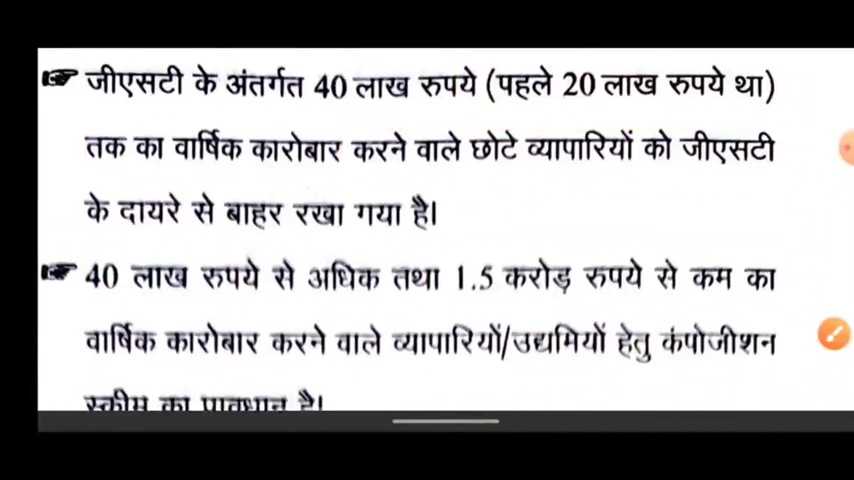 ☛ जीएसटी के अंतर्गत 40 लाख रुपये (पहले 20 लाख रुपये था)
तक का वार्षिक कारोबार करने वाले छोटे व्यापारियों को जीएसटी
के दायरे से बाहर रखा गया है।
☛ 40 लाख रुपये से अधिक तथा 1.5 करोड़ रुपये से कम का
वार्षिक कारोबार करने वाले व्यापारियों/उद्यमियों हेतु कंपोजीशन
स्कीम का प्रावधान है।